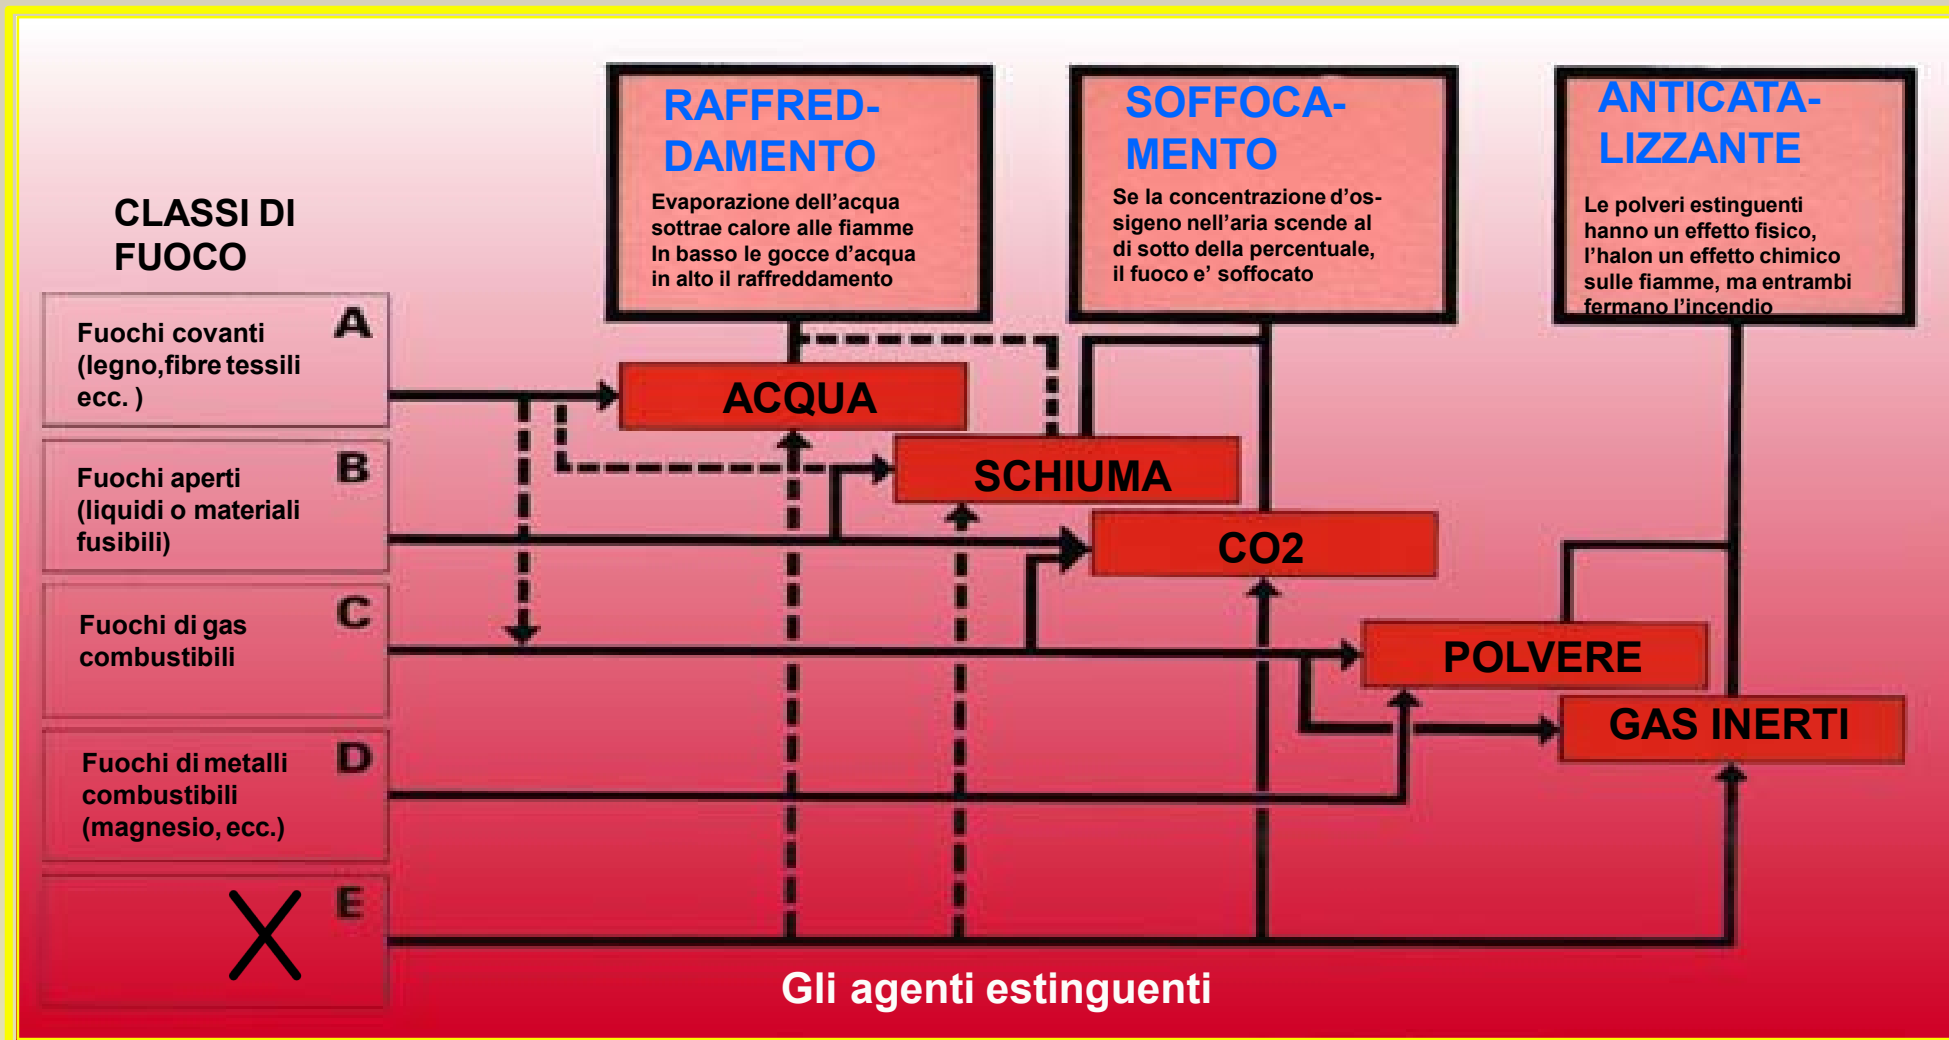 RAFFRED-
DAMENTO
Evaporazione dell'acqua
sottrae calore alle fiamme
In basso le gocce d'acqua
in alto il raffreddamento
SOFFOCA-
MENTO
Se la concentrazione d'os-
sigeno nell'aria scende al
di sotto della percentuale,
il fuoco e' soffocato
ANTICATA-
LIZZANTE
Le polveri estinguenti
hanno un effetto fisico,
l'halon un effetto chimico
sulle fiamme, ma entrambi
fermano l'incendio
CLASSI DI
FUOCO
A
Fuochi covanti
(legno,fibre tessili
ecc. )
B
Fuochi aperti
(liquidi o materiali
fusibili)
C
Fuochi di gas
combustibili
D
Fuochi di metalli
combustibili
(magnesio, ecc.)
E
X
ACQUA
SCHIUMA
CO2
POLVERE
GAS INERTI
Gli agenti estinguenti